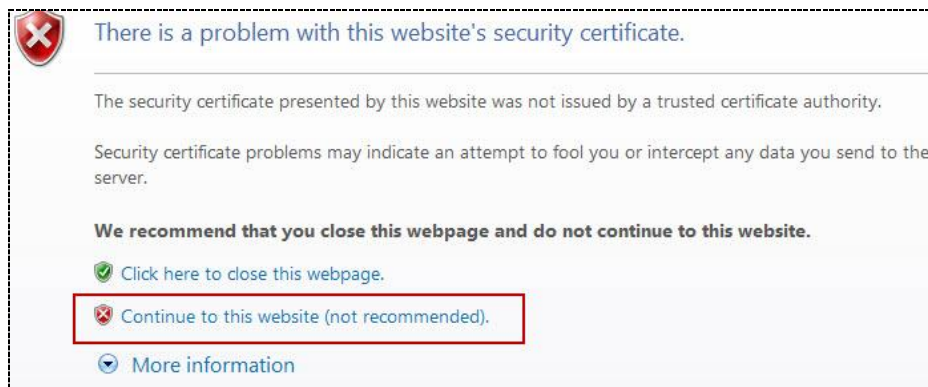 There is a problem with this website's security certificate.
The security certificate presented by this website was not issued by a trusted certificate authority.
Security certificate problems may indicate an attempt to fool you or intercept any data you send to the
server.
We recommend that you close this webpage and do not continue to this website.
Click here to close this webpage.
Continue to this website (not recommended).
More information